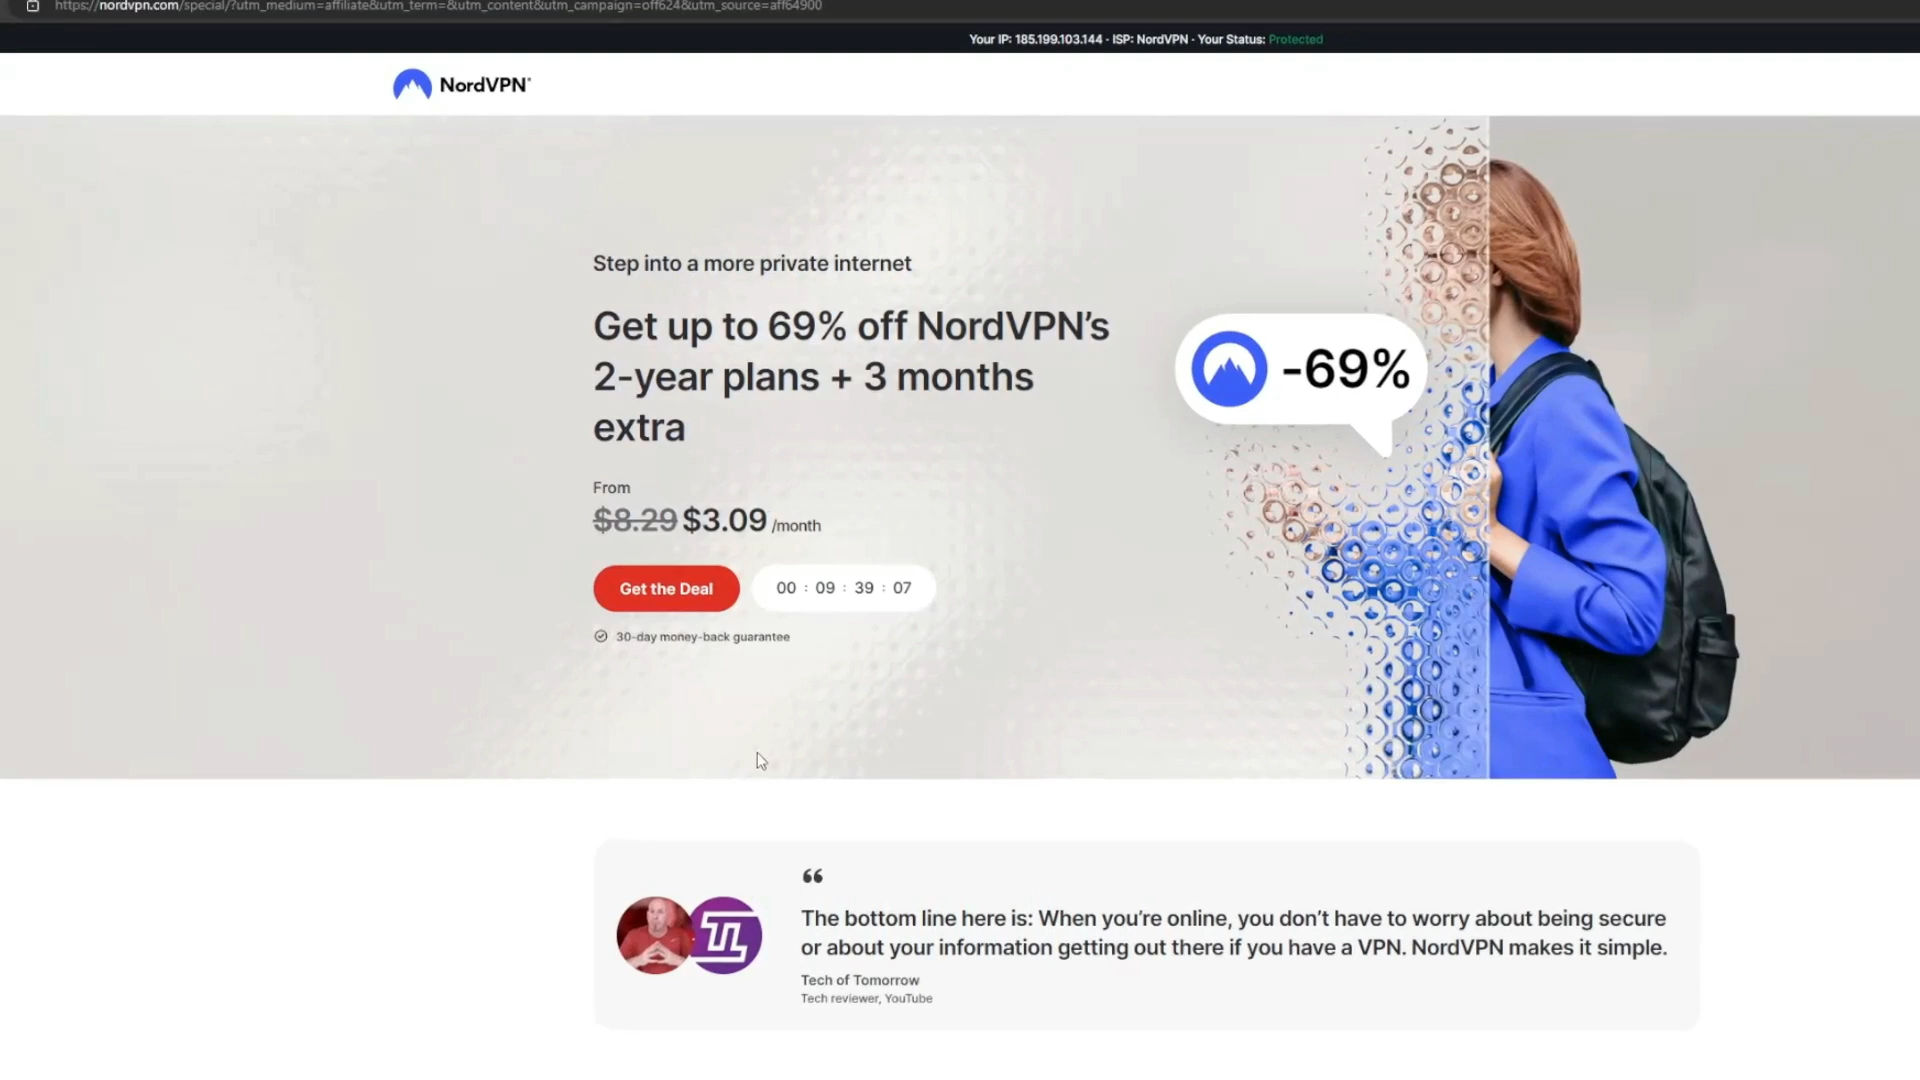 https://nordvpn.com/special/?utm_medium=affiliate&utm_term=&utm_content&utm_campaign=off624&utm_source=aff64900
Your IP: 185.199.103.144 · ISP: NordVPN · Your Status: Protected
NordVPN®
Step into a more private internet
Get up to 69% off NordVPN’s
2-year plans + 3 months
extra
-69%
From
$8.29 $3.09 /month
Get the Deal
00 : 09 : 39 : 07
30-day money-back guarantee
“
The bottom line here is: When you’re online, you don’t have to worry about being secure
or about your information getting out there if you have a VPN. NordVPN makes it simple.
Tech of Tomorrow
Tech reviewer, YouTube